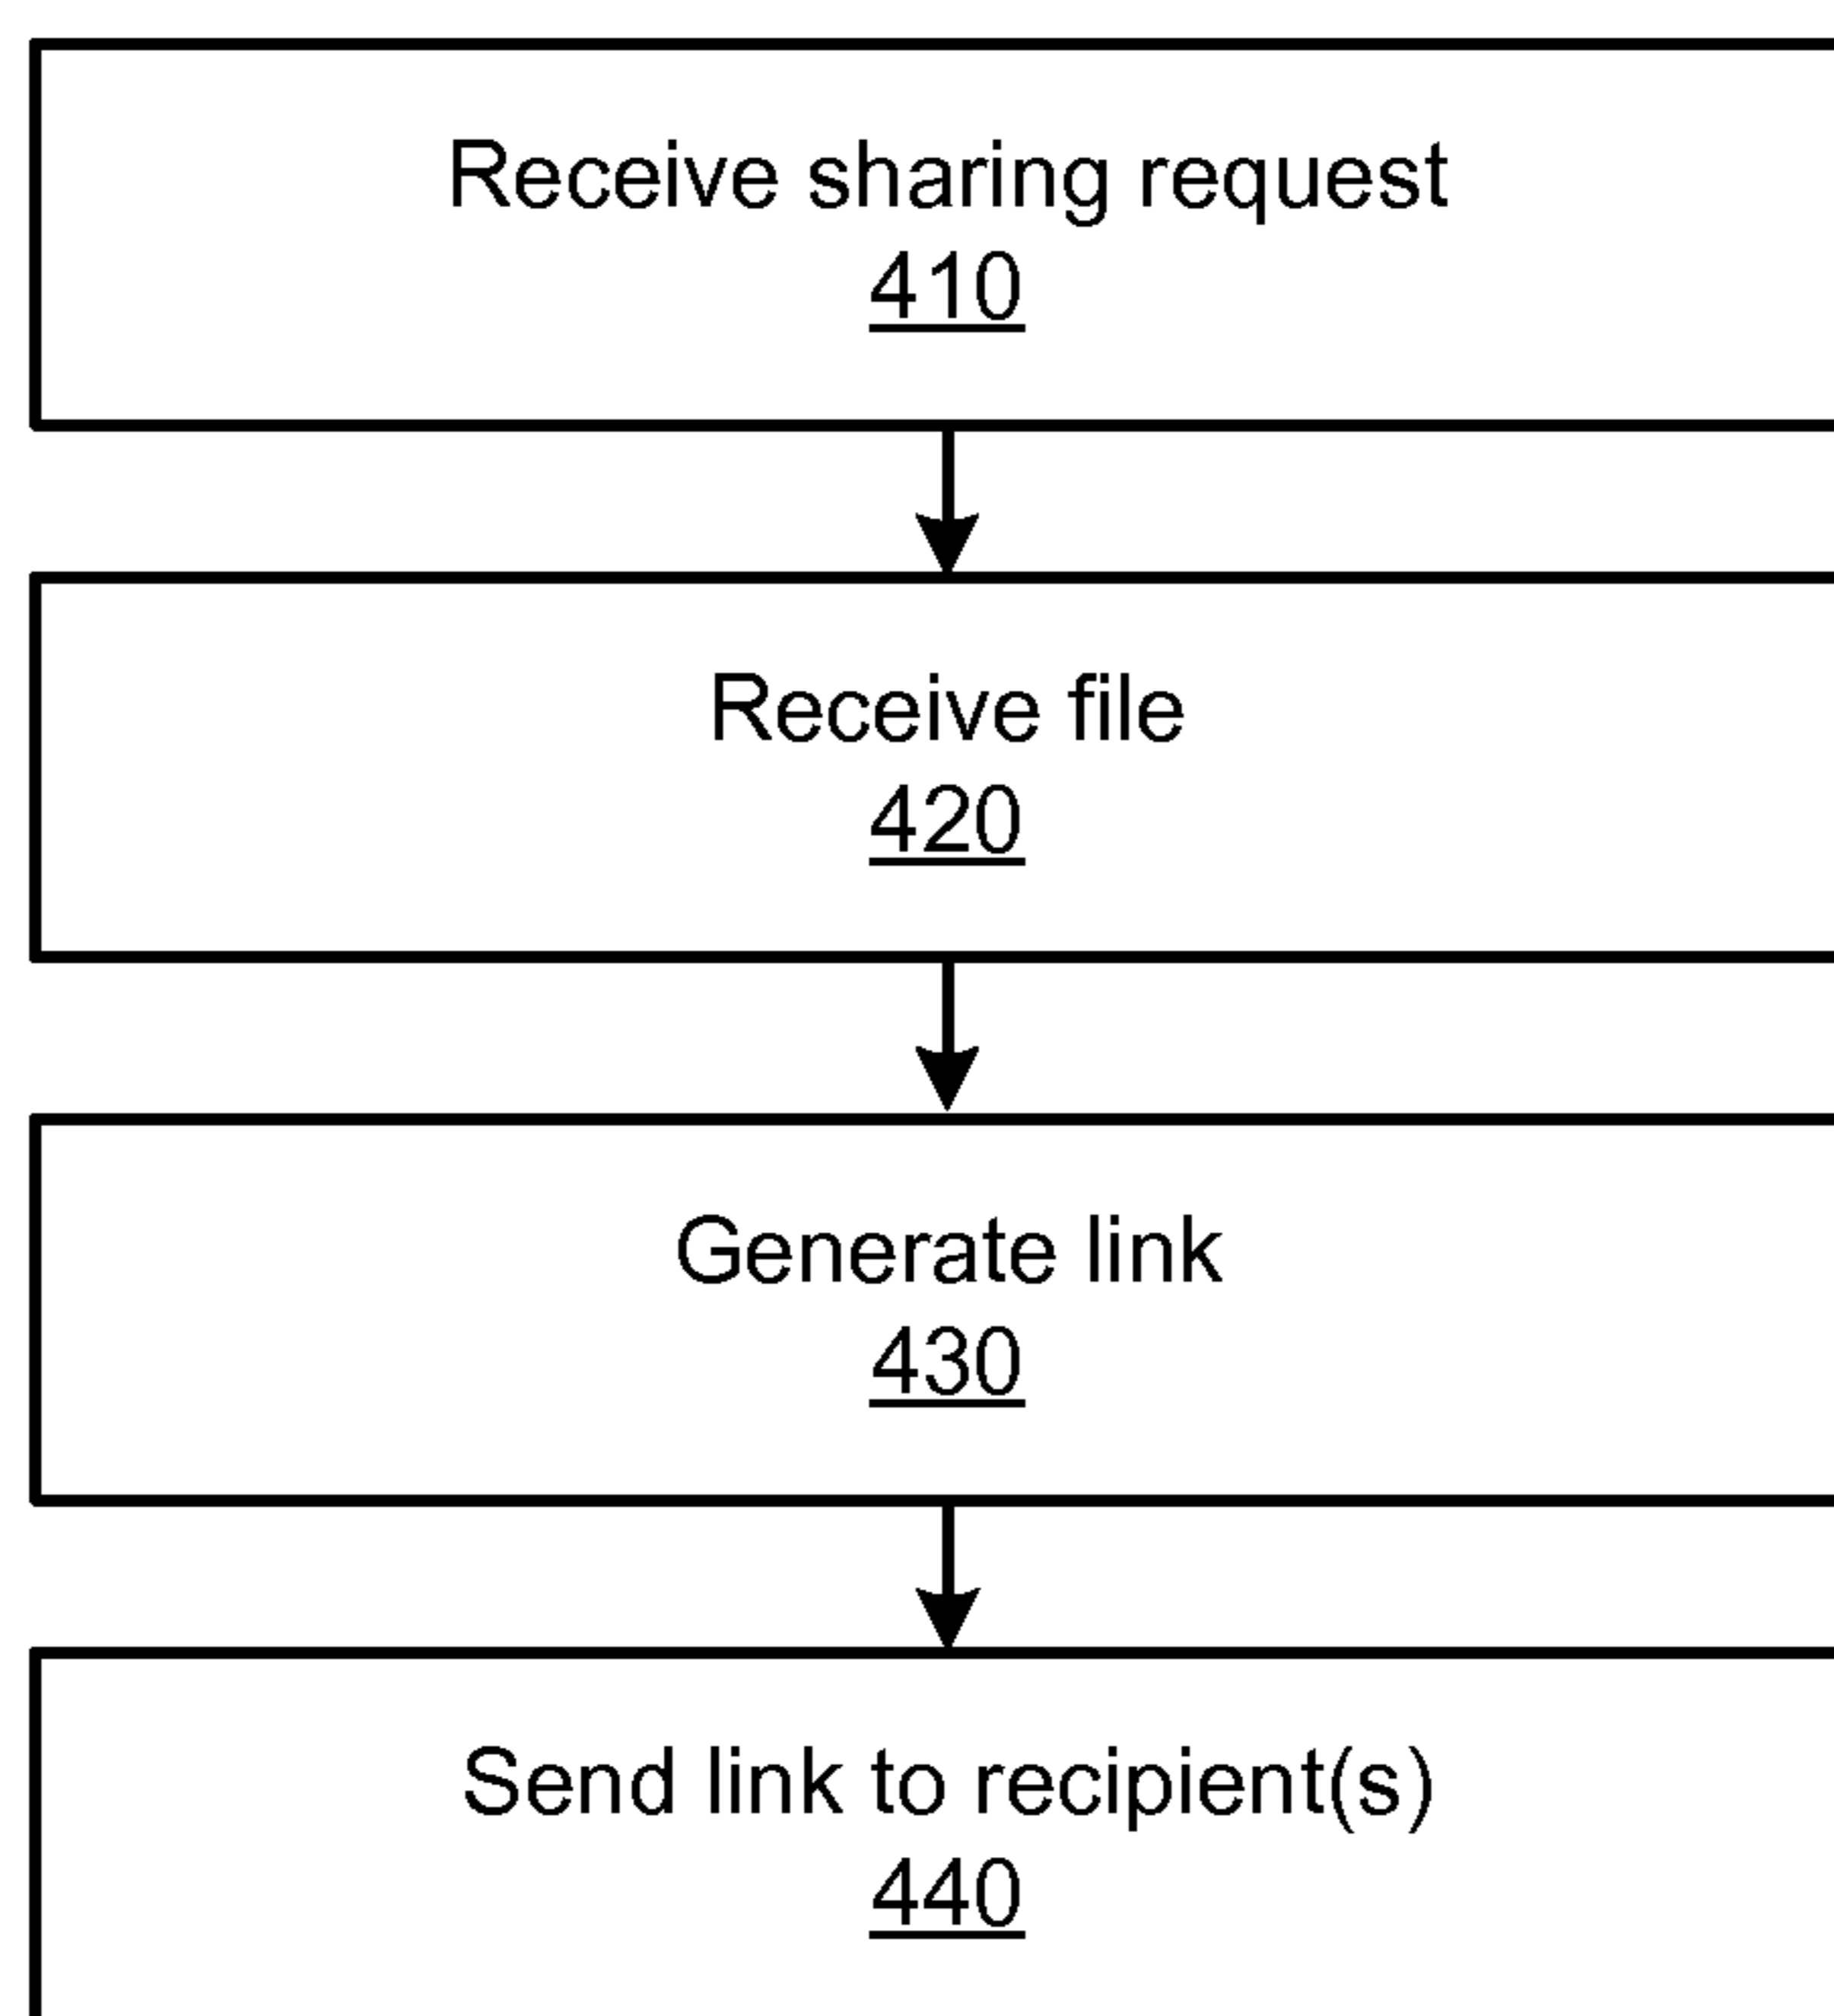 Receive sharing request
410
Receive file
420
Generate link
430
Send link to recipient(s)
440